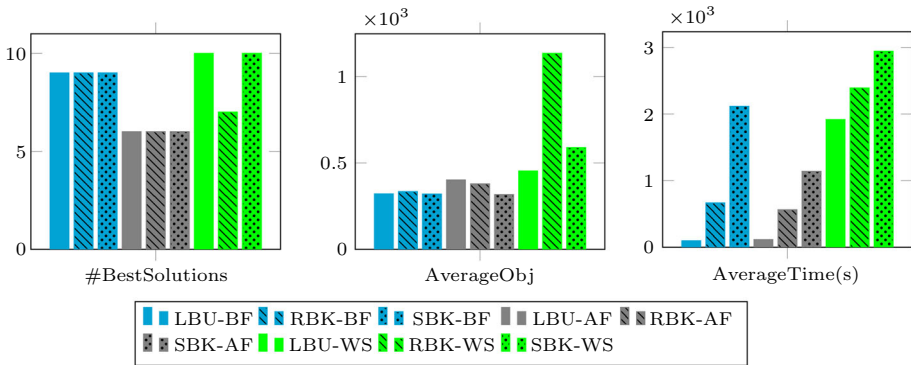 ×10³ ×10³
10
5
0
#BestSolutions
1
0.5
0
AverageObj
3
2
1
0
AverageTime(s)
LBU-BF RBK-BF SBK-BF LBU-AF RBK-AF
SBK-AF LBU-WS RBK-WS SBK-WS